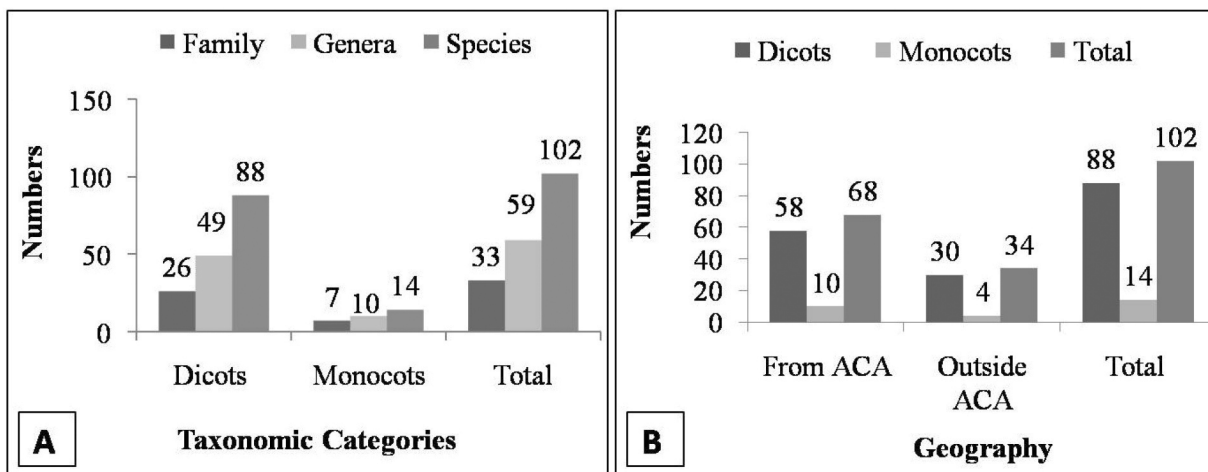 Family Genera Species
Numbers
150
100
50
0
26 49 88
7 10 14
33 59 102
Dicots Monocots Total
Taxonomic Categories
A
Dicots Monocots Total
Numbers
120
100
80
60
40
20
0
58 10 68
30 4 34
88 14 102
From ACA Outside Total
ACA
Geography
B